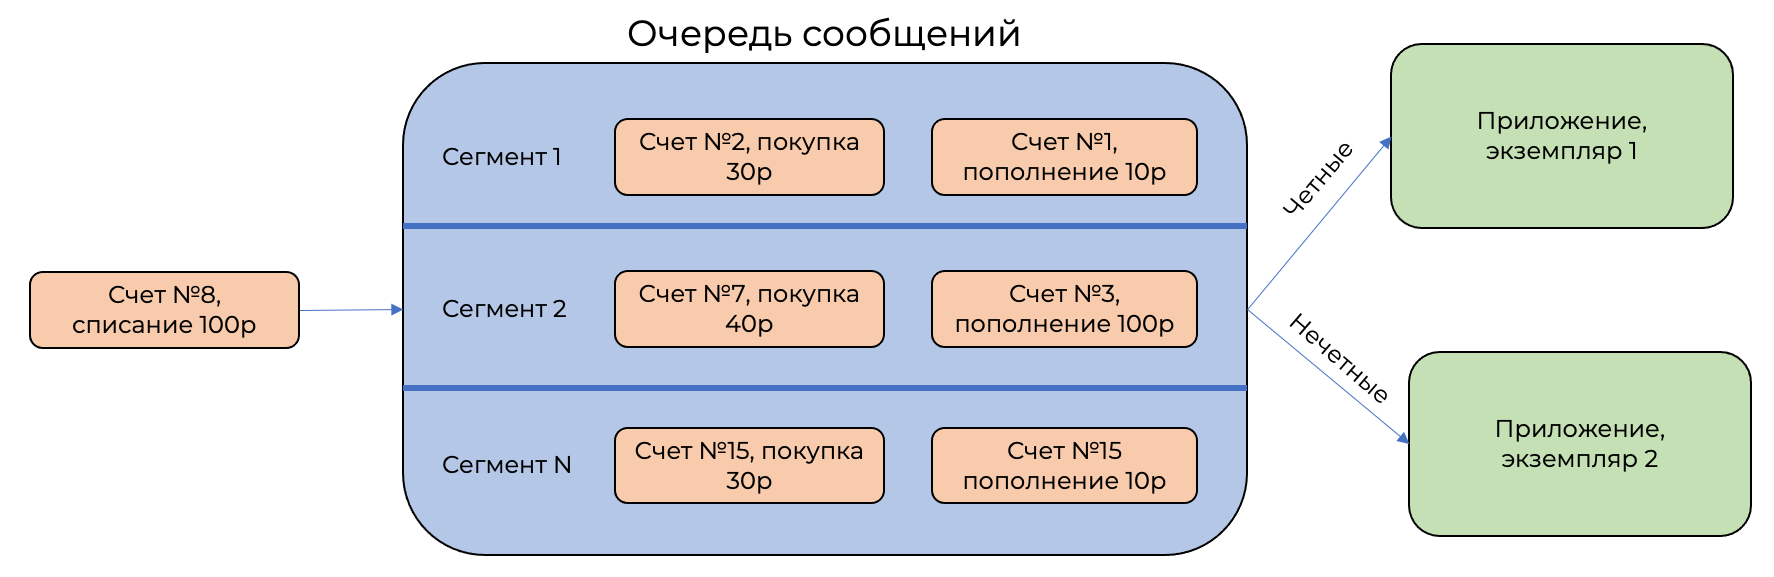 Очередь сообщений
Счет №8,
списание 100р
Сегмент 1
Счет №2, покупка
30р
Счет №1,
пополнение 10р
Сегмент 2
Счет №7, покупка
40р
Счет №3,
пополнение 100р
Сегмент N
Счет №15, покупка
30р
Счет №15
пополнение 10р
Четные
Нечетные
Приложение,
экземпляр 1
Приложение,
экземпляр 2